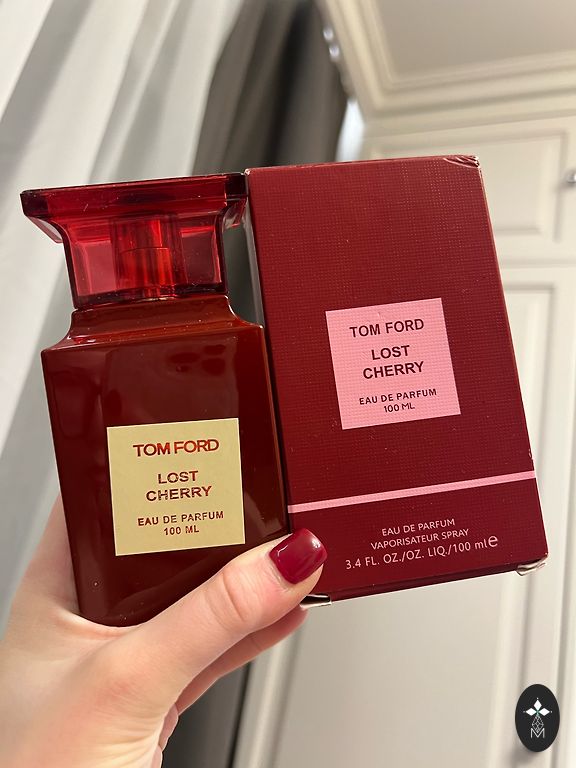 TOM FORD
LOST
CHERRY
EAU DE PARFUM
100 ML
TOM FORD
LOST
CHERRY
EAU DE PARFUM
100 ML
EAU DE PARFUM
VAPORISATEUR SPRAY
3.4 FL. OZ./OZ. LIQ./100 ml℮
M